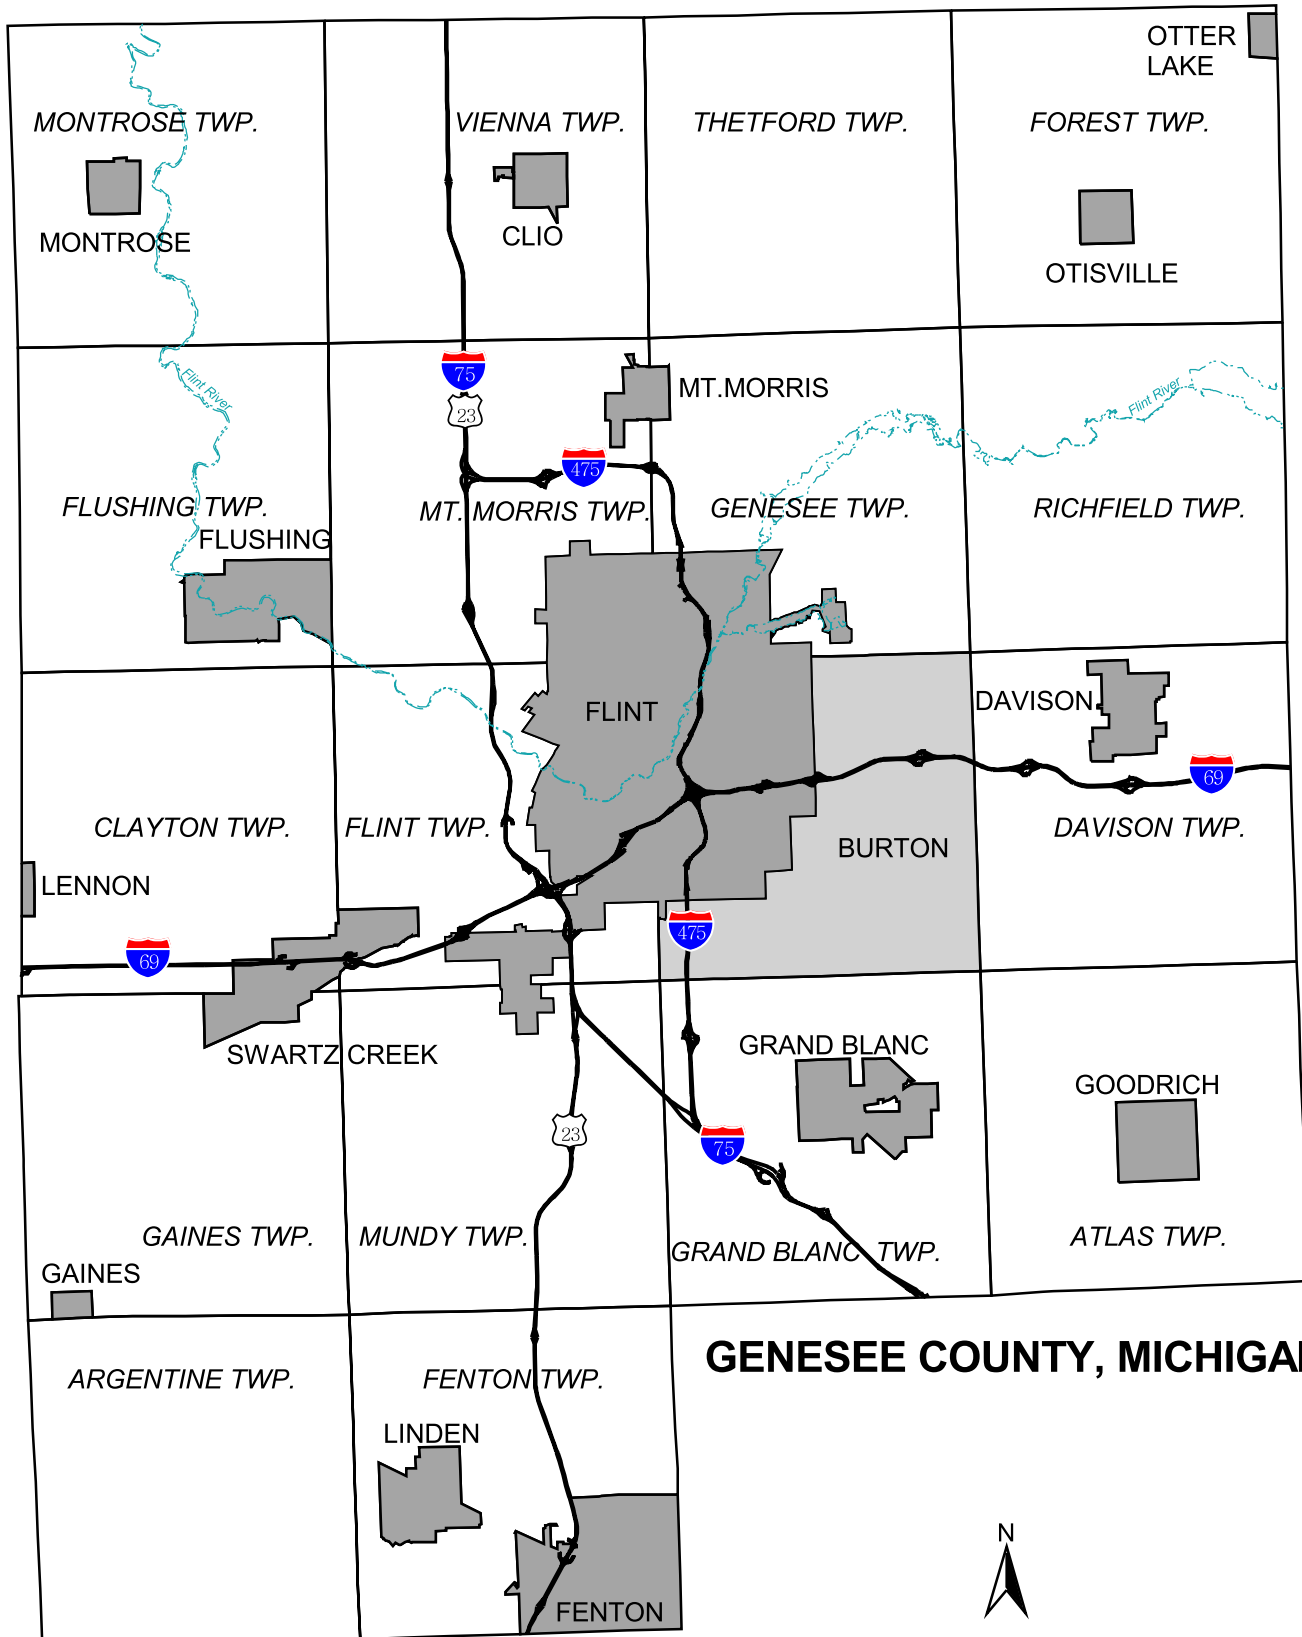 OTTER
LAKE
MONTROSE TWP.
VIENNA TWP.
THETFORD TWP.
FOREST TWP.
MONTROSE
CLIO
OTISVILLE
75
23
Flint River
MT.MORRIS
Flint River
475
FLUSHING TWP.
MT. MORRIS TWP.
GENESEE TWP.
RICHFIELD TWP.
FLUSHING
FLINT
DAVISON
69
CLAYTON TWP.
FLINT TWP.
BURTON
DAVISON TWP.
LENNON
475
69
SWARTZ CREEK
GRAND BLANC
GOODRICH
23
75
GAINES TWP.
MUNDY TWP.
GRAND BLANC TWP.
ATLAS TWP.
GAINES
GENESEE COUNTY, MICHIGA
ARGENTINE TWP.
FENTON TWP.
LINDEN
N
FENTON